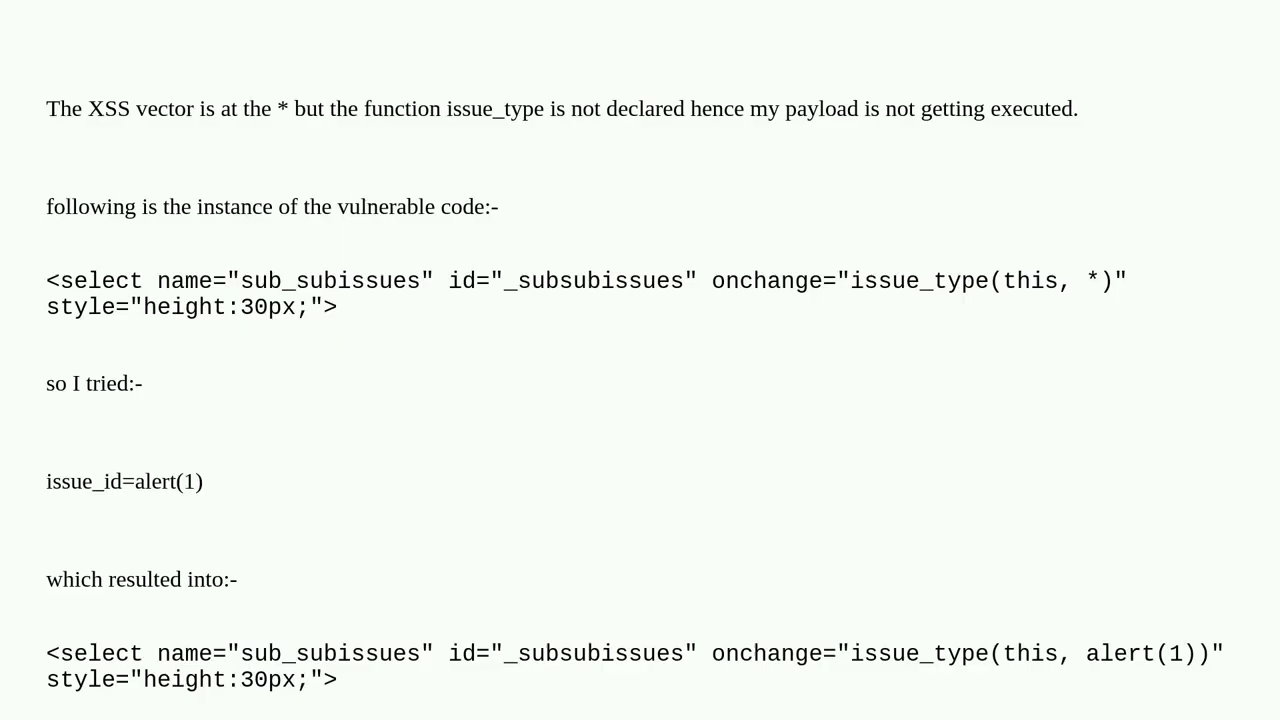 The XSS vector is at the * but the function issue_type is not declared hence my payload is not getting executed.
following is the instance of the vulnerable code:-
<select name="sub_subissues" id="_subsubissues" onchange="issue_type(this, *)"
style="height:30px;">
so I tried:-
issue_id=alert(1)
which resulted into:-
<select name="sub_subissues" id="_subsubissues" onchange="issue_type(this, alert(1))"
style="height:30px;">